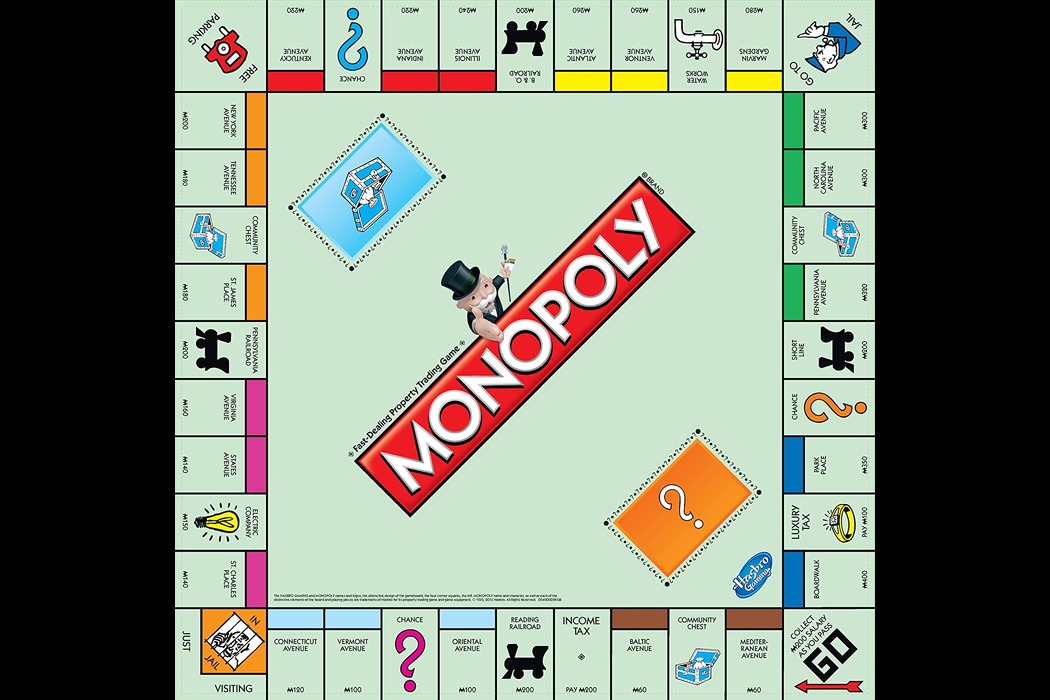 FREE
PARKING
KENTUCKY
AVENUE
₩220
CHANCE
INDIANA
AVENUE
₩220
ILLINOIS
AVENUE
₩240
B. & O.
RAILROAD
₩200
ATLANTIC
AVENUE
₩260
VENTNOR
AVENUE
₩260
WATER
WORKS
₩150
MARVIN
GARDENS
₩280
GO TO
JAIL
NEW YORK
AVENUE
₩200
TENNESSEE
AVENUE
₩180
COMMUNITY
CHEST
ST. JAMES
PLACE
₩180
PENNSYLVANIA
RAILROAD
₩200
VIRGINIA
AVENUE
₩160
STATES
AVENUE
₩140
ELECTRIC
COMPANY
₩150
ST. CHARLES
PLACE
₩140
PACIFIC
AVENUE
₩300
NORTH
CAROLINA
AVENUE
₩300
COMMUNITY
CHEST
PENNSYLVANIA
AVENUE
₩320
SHORT
LINE
₩200
CHANCE
PARK
PLACE
₩350
LUXURY
TAX
PAY ₩100
BOARDWALK
₩400
?
BRAND
MONOPOLY
Fast-Dealing Property Trading Game
?
Hasbro
Gaming
JUST
VISITING
IN
JAIL
CONNECTICUT
AVENUE
₩120
VERMONT
AVENUE
₩100
CHANCE
?
ORIENTAL
AVENUE
₩100
READING
RAILROAD
₩200
INCOME
TAX
PAY ₩200
BALTIC
AVENUE
₩60
COMMUNITY
CHEST
MEDITER-
RANEAN
AVENUE
₩60
COLLECT
₩200 SALARY
AS YOU PASS
GO